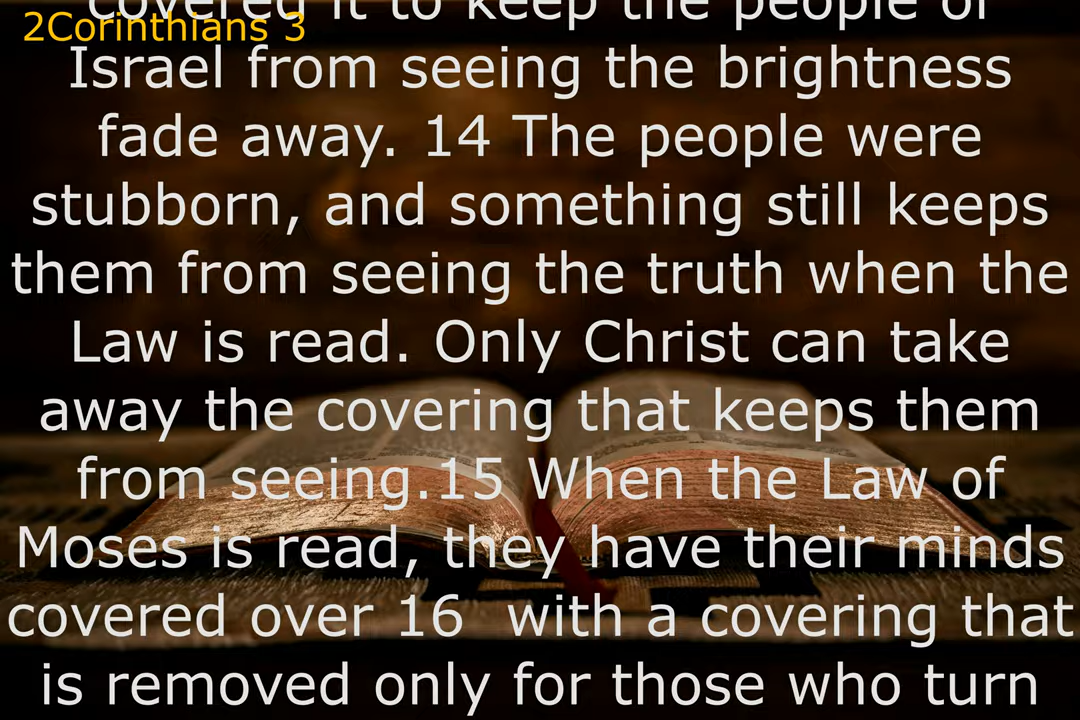 covered it to keep the people of
2Corinthians 3
Israel from seeing the brightness
fade away. 14 The people were
stubborn, and something still keeps
them from seeing the truth when the
Law is read. Only Christ can take
away the covering that keeps them
from seeing.15 When the Law of
Moses is read, they have their minds
covered over 16 with a covering that
is removed only for those who turn